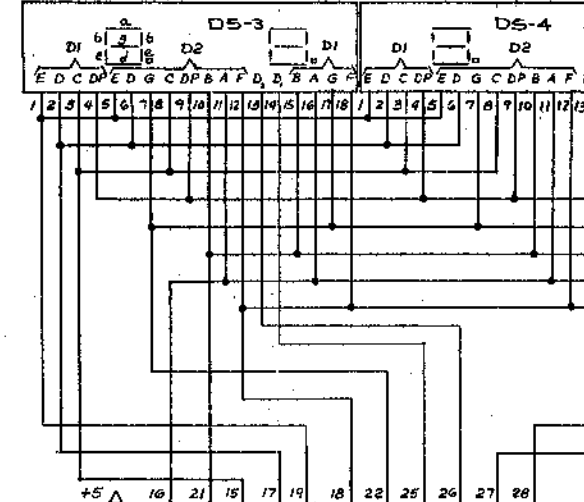 DS-3 DS-4
a
b g b
e d e
D1 D2 D1 D1 D2
E D C DP E D G C DP B A F D2 D1 B A G F E D C DP E D G C DP B A F
1 2 3 4 5 6 7 8 9 10 11 12 13 14 15 16 17 18 1 2 3 4 5 6 7 8 9 10 11 12 13
+5 16 21 15 17 19 18 22 25 26 27 28